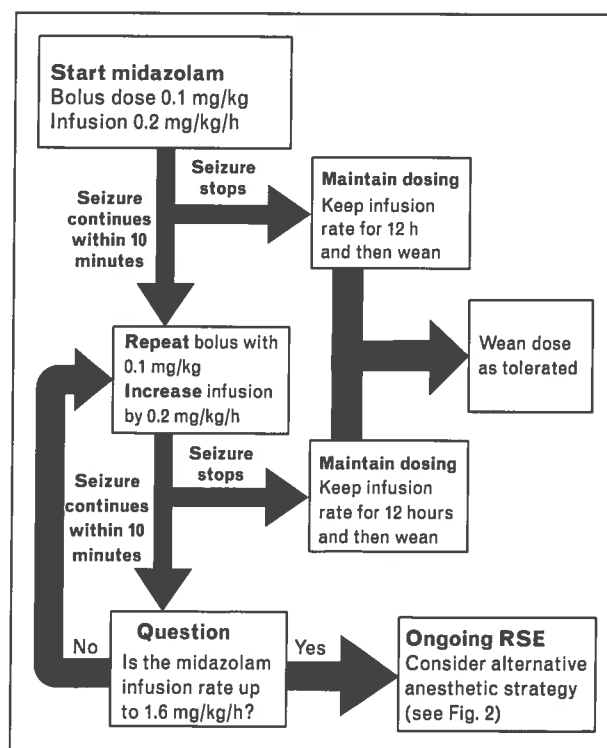 Start midazolam
Bolus dose 0.1 mg/kg
Infusion 0.2 mg/kg/h
Seizure
stops
Seizure
continues
within 10
minutes
Maintain dosing
Keep infusion
rate for 12 h
and then wean
Repeat bolus with
0.1 mg/kg
Increase infusion
by 0.2 mg/kg/h
Wean dose
as tolerated
Seizure
stops
Seizure
continues
within 10
minutes
Maintain dosing
Keep infusion
rate for 12 hours
and then wean
No
Question
Is the midazolam
infusion rate up
to 1.6 mg/kg/h?
Yes
Ongoing RSE
Consider alternative
anesthetic strategy
(see Fig. 2)